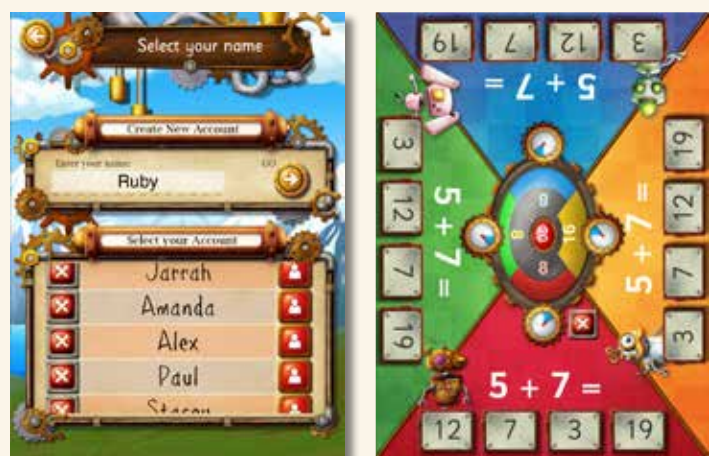 Select your name
Create New Account
Enter your name:
GO
Ruby
Select your Account
Jarrah
Amanda
Alex
Paul
Stacey
19 7 12 3
5 + 7 =
3
12
7
19
5 + 7 =
19
12
7
3
5 + 7 =
8
8
16
8
5 + 7 =
12 7 3 19